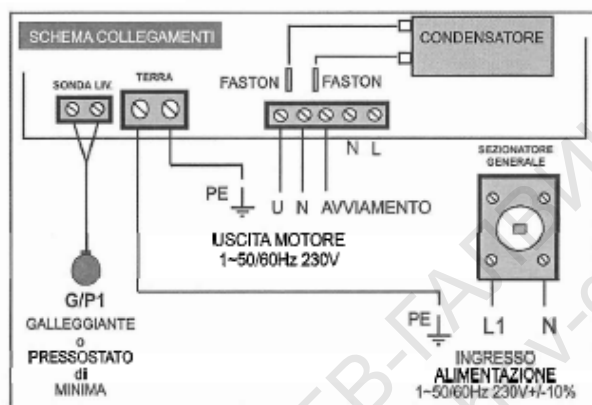 SCHEMA COLLEGAMENTI
CONDENSATORE
SONDA LIV.
TERRA
FASTON
FASTON
N L
SEZIONATORE
GENERALE
PE
U N AVVIAMENTO
USCITA MOTORE
1~50/60Hz 230V
G/P1
GALLEGGIANTE
o
PRESSOSTATO
di
MINIMA
PE
L1 N
INGRESSO
ALIMENTAZIONE
1~50/60Hz 230V+/-10%